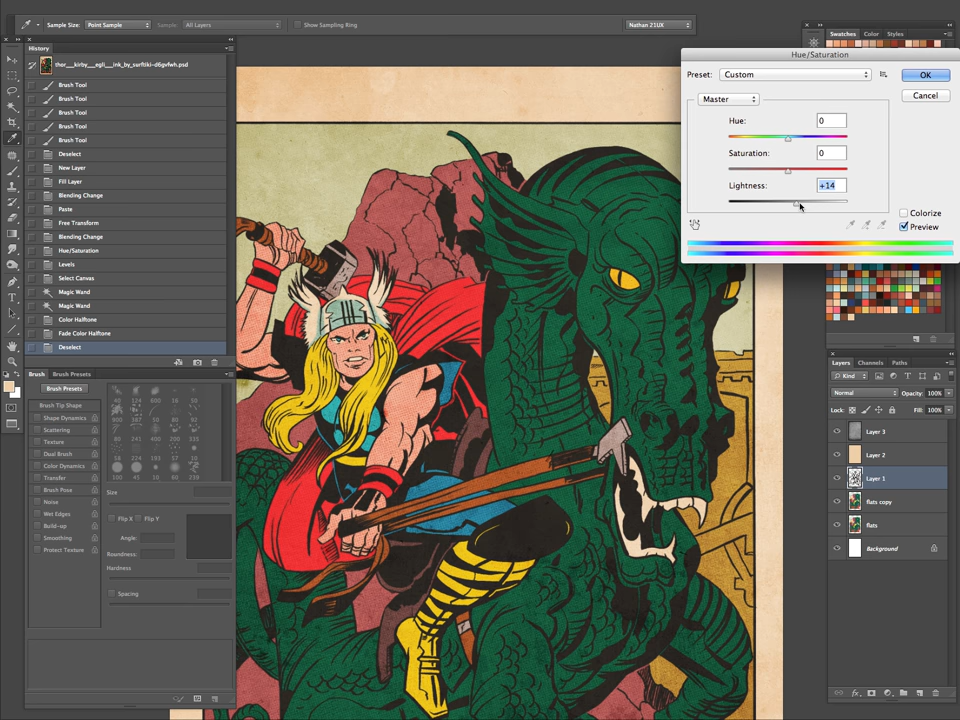 Sample Size: Point Sample Sample: All Layers Show Sampling Ring Nathan 21UX
History
thor__kirby__egli__ink_by_surftiki-d6gvfwh.psd
Brush Tool
Brush Tool
Brush Tool
Brush Tool
Brush Tool
Deselect
New Layer
Fill Layer
Blending Change
Paste
Free Transform
Blending Change
Hue/Saturation
Levels
Select Canvas
Magic Wand
Magic Wand
Color Halftone
Fade Color Halftone
Deselect
Brush Brush Presets
Brush Presets
Brush Tip Shape
Shape Dynamics
Scattering
Texture
Dual Brush
Color Dynamics
Transfer
Brush Pose
Noise
Wet Edges
Build-up
Smoothing
Protect Texture
Size
Flip X Flip Y
Angle:
Roundness:
Hardness
Spacing
Swatches Color Styles
Hue/Saturation
Preset: Custom
OK
Cancel
Master
Hue: 0
Saturation: 0
Lightness: +14
Colorize
Preview
Layers Channels Paths
Kind
Normal Opacity: 100%
Lock: Fill: 100%
Layer 3
Layer 2
Layer 1
flats copy
flats
Background